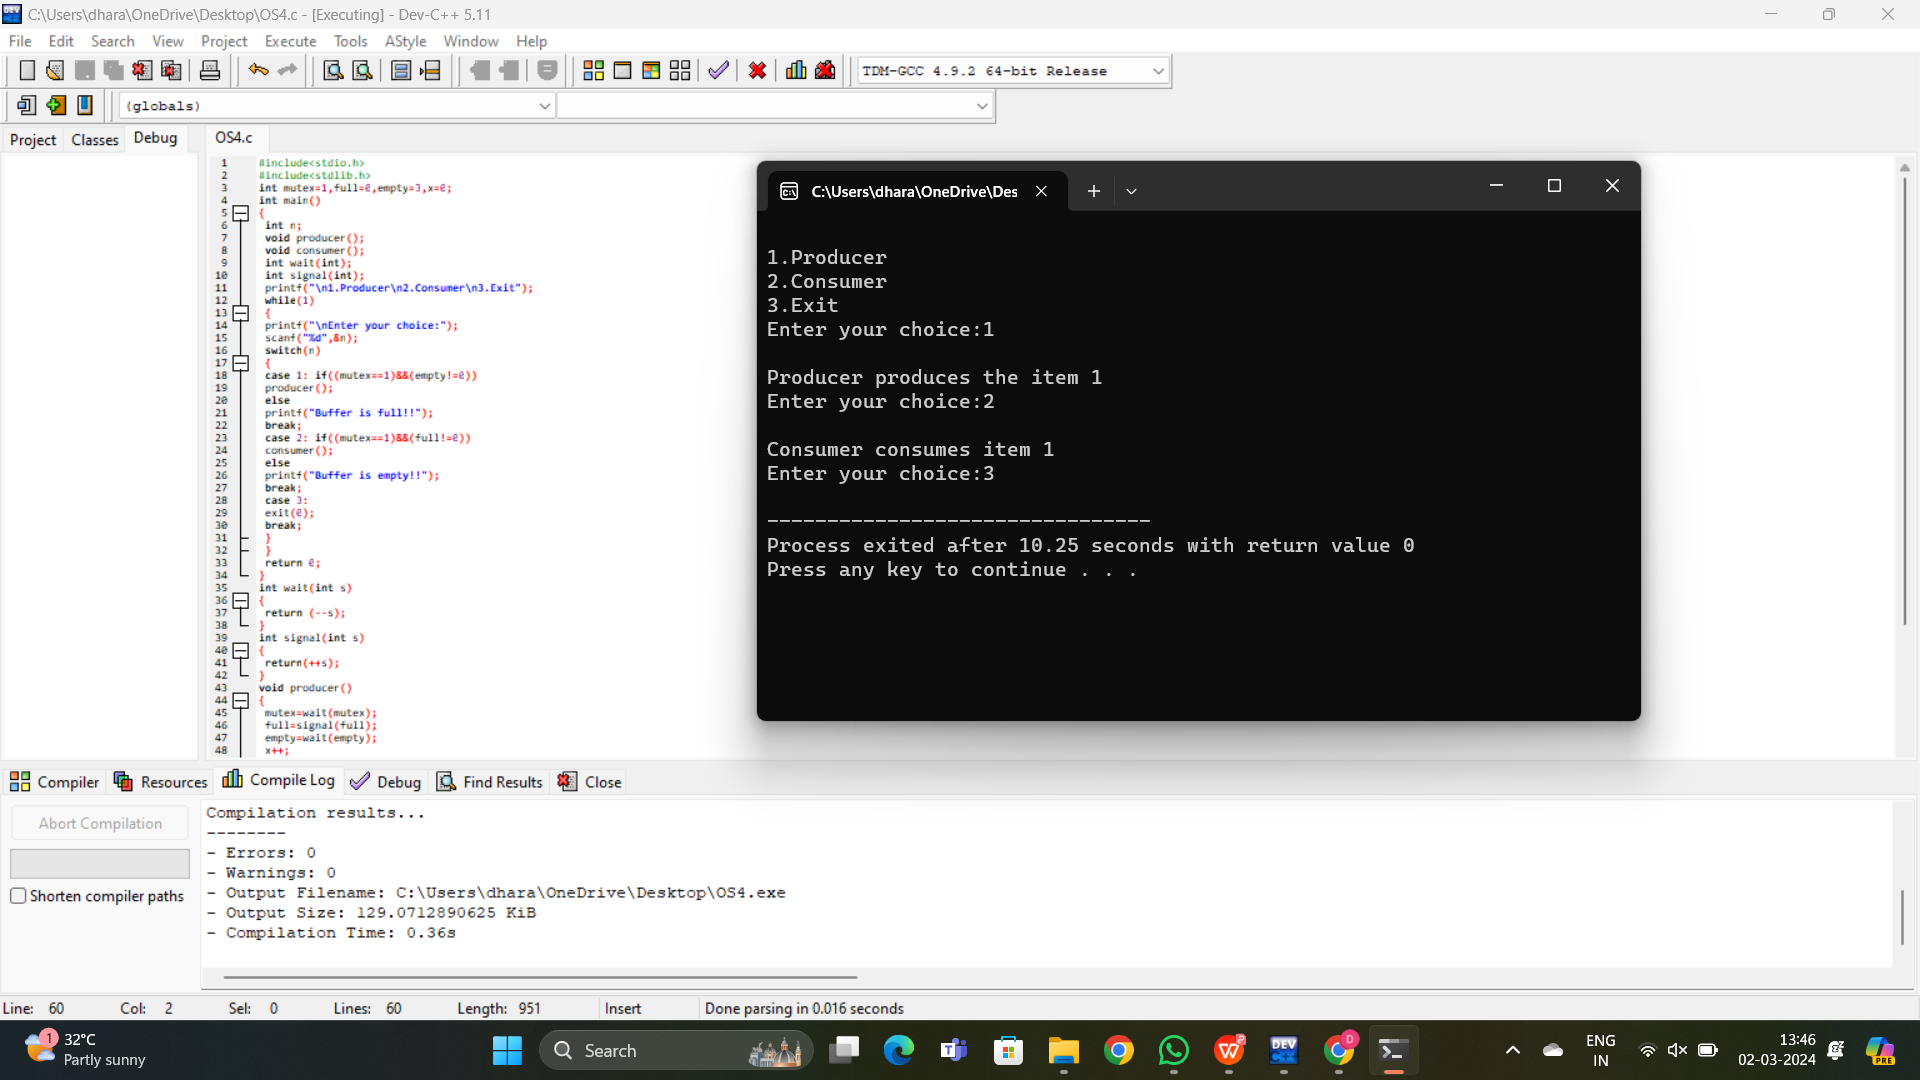 C:\Users\dhara\OneDrive\Desktop\OS4.c - [Executing] - Dev-C++ 5.11
File Edit Search View Project Execute Tools AStyle Window Help
TDM-GCC 4.9.2 64-bit Release
(globals)
Project Classes Debug OS4.c
1 #include<stdio.h>
2 #include<stdlib.h>
3 int mutex=1,full=0,empty=3,x=0;
4 int main()
5 {
6 int n;
7 void producer();
8 void consumer();
9 int wait(int);
10 int signal(int);
11 printf("\n1.Producer\n2.Consumer\n3.Exit");
12 while(1)
13 {
14 printf("\nEnter your choice:");
15 scanf("%d",&n);
16 switch(n)
17 {
18 case 1: if((mutex==1)&&(empty!=0))
19 producer();
20 else
21 printf("Buffer is full!!");
22 break;
23 case 2: if((mutex==1)&&(full!=0))
24 consumer();
25 else
26 printf("Buffer is empty!!");
27 break;
28 case 3:
29 exit(0);
30 break;
31 }
32 }
33 return 0;
34 }
35 int wait(int s)
36 {
37 return (--s);
38 }
39 int signal(int s)
40 {
41 return(++s);
42 }
43 void producer()
44 {
45 mutex=wait(mutex);
46 full=signal(full);
47 empty=wait(empty);
48 x++;
C:\Users\dhara\OneDrive\Des
1.Producer
2.Consumer
3.Exit
Enter your choice:1
Producer produces the item 1
Enter your choice:2
Consumer consumes item 1
Enter your choice:3
--------------------------------
Process exited after 10.25 seconds with return value 0
Press any key to continue . . .
Compiler Resources Compile Log Debug Find Results Close
Abort Compilation
Shorten compiler paths
Compilation results...
--------
- Errors: 0
- Warnings: 0
- Output Filename: C:\Users\dhara\OneDrive\Desktop\OS4.exe
- Output Size: 129.0712890625 KiB
- Compilation Time: 0.36s
Line: 60 Col: 2 Sel: 0 Lines: 60 Length: 951 Insert Done parsing in 0.016 seconds
1
32°C
Partly sunny
Search
DEV
D
ENG
IN
13:46
02-03-2024
PRE